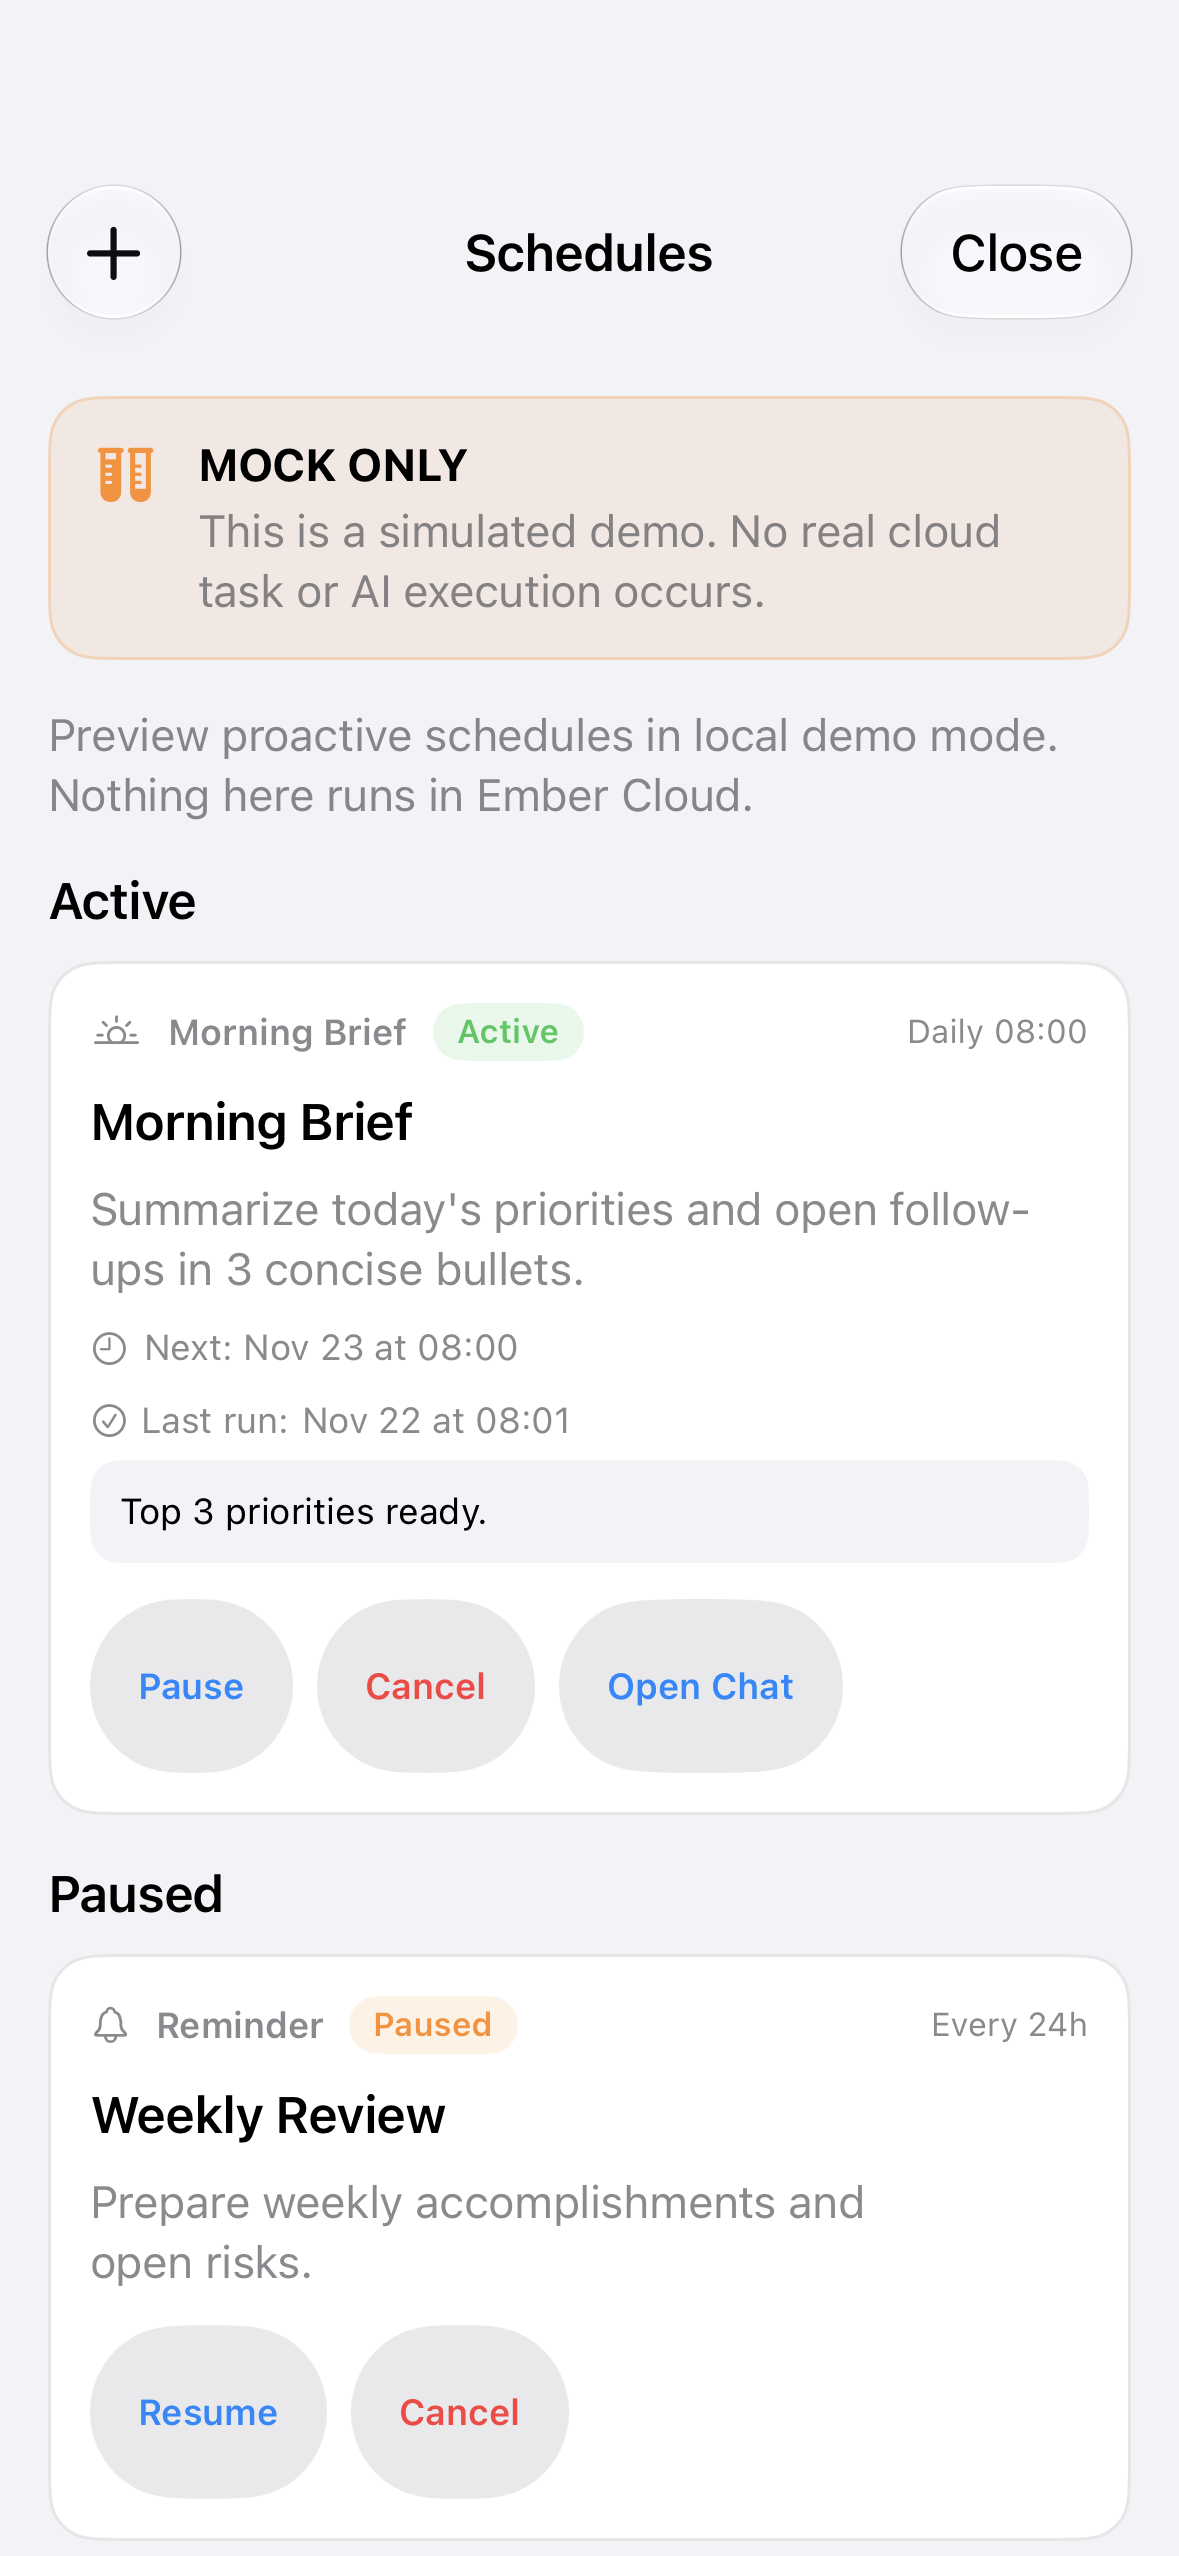 Schedules
Close
MOCK ONLY
This is a simulated demo. No real cloud
task or AI execution occurs.
Preview proactive schedules in local demo mode.
Nothing here runs in Ember Cloud.
Active
Morning Brief Active Daily 08:00
Morning Brief
Summarize today's priorities and open follow-
ups in 3 concise bullets.
Next: Nov 23 at 08:00
Last run: Nov 22 at 08:01
Top 3 priorities ready.
Pause Cancel Open Chat
Paused
Reminder Paused Every 24h
Weekly Review
Prepare weekly accomplishments and
open risks.
Resume Cancel